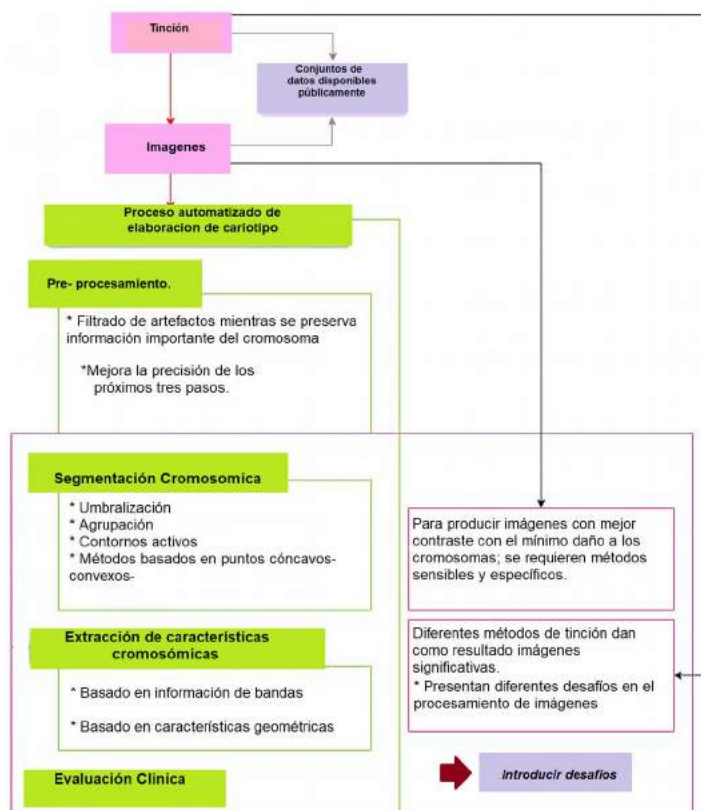 Tinción
Conjuntos de
datos disponibles
públicamente
Imagenes
Proceso automatizado de
elaboracion de cariotipo
Pre- procesamiento.
* Filtrado de artefactos mientras se preserva
información importante del cromosoma
*Mejora la precisión de los
próximos tres pasos.
Segmentación Cromosomica
* Umbralización
* Agrupación
* Contornos activos
* Métodos basados en puntos cóncavos-
convexos-
Para producir imágenes con mejor
contraste con el mínimo daño a los
cromosomas; se requieren métodos
sensibles y específicos.
Extracción de características
cromosómicas
* Basado en información de bandas
* Basado en características geométricas
Diferentes métodos de tinción dan
como resultado imágenes
significativas.
* Presentan diferentes desafíos en el
procesamiento de imágenes
Evaluación Clínica
Introducir desafios